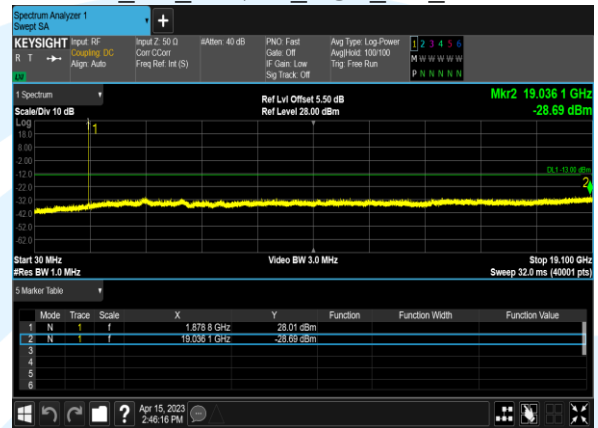 Spectrum Analyzer 1
Swept SA
+
KEYSIGHT Input: RF Input Z: 50 Ω #Atten: 40 dB PNO: Fast Avg Type: Log-Power 1 2 3 4 5 6
R T Coupling: DC Corr CCorr Gate: Off Avg|Hold: 100/100 M W W W W W
Align: Auto Freq Ref: Int (S) IF Gain: Low Trig: Free Run
Sig Track: Off P N N N N N
LV
1 Spectrum Ref Lvl Offset 5.50 dB Mkr2 19.036 1 GHz
Scale/Div 10 dB Ref Level 28.00 dBm -28.69 dBm
Log
1
18.0
8.00
-2.00
-12.0 DL1 -13.00 dBm
-22.0 2
-32.0
-42.0
-52.0
-62.0
Start 30 MHz Video BW 3.0 MHz Stop 19.100 GHz
#Res BW 1.0 MHz Sweep 32.0 ms (40001 pts)
5 Marker Table
Mode Trace Scale X Y Function Function Width Function Value
1 N 1 f 1.878 8 GHz 28.01 dBm
2 N 1 f 19.036 1 GHz -28.69 dBm
3
4
5
6
? Apr 15, 2023
2:46:16 PM